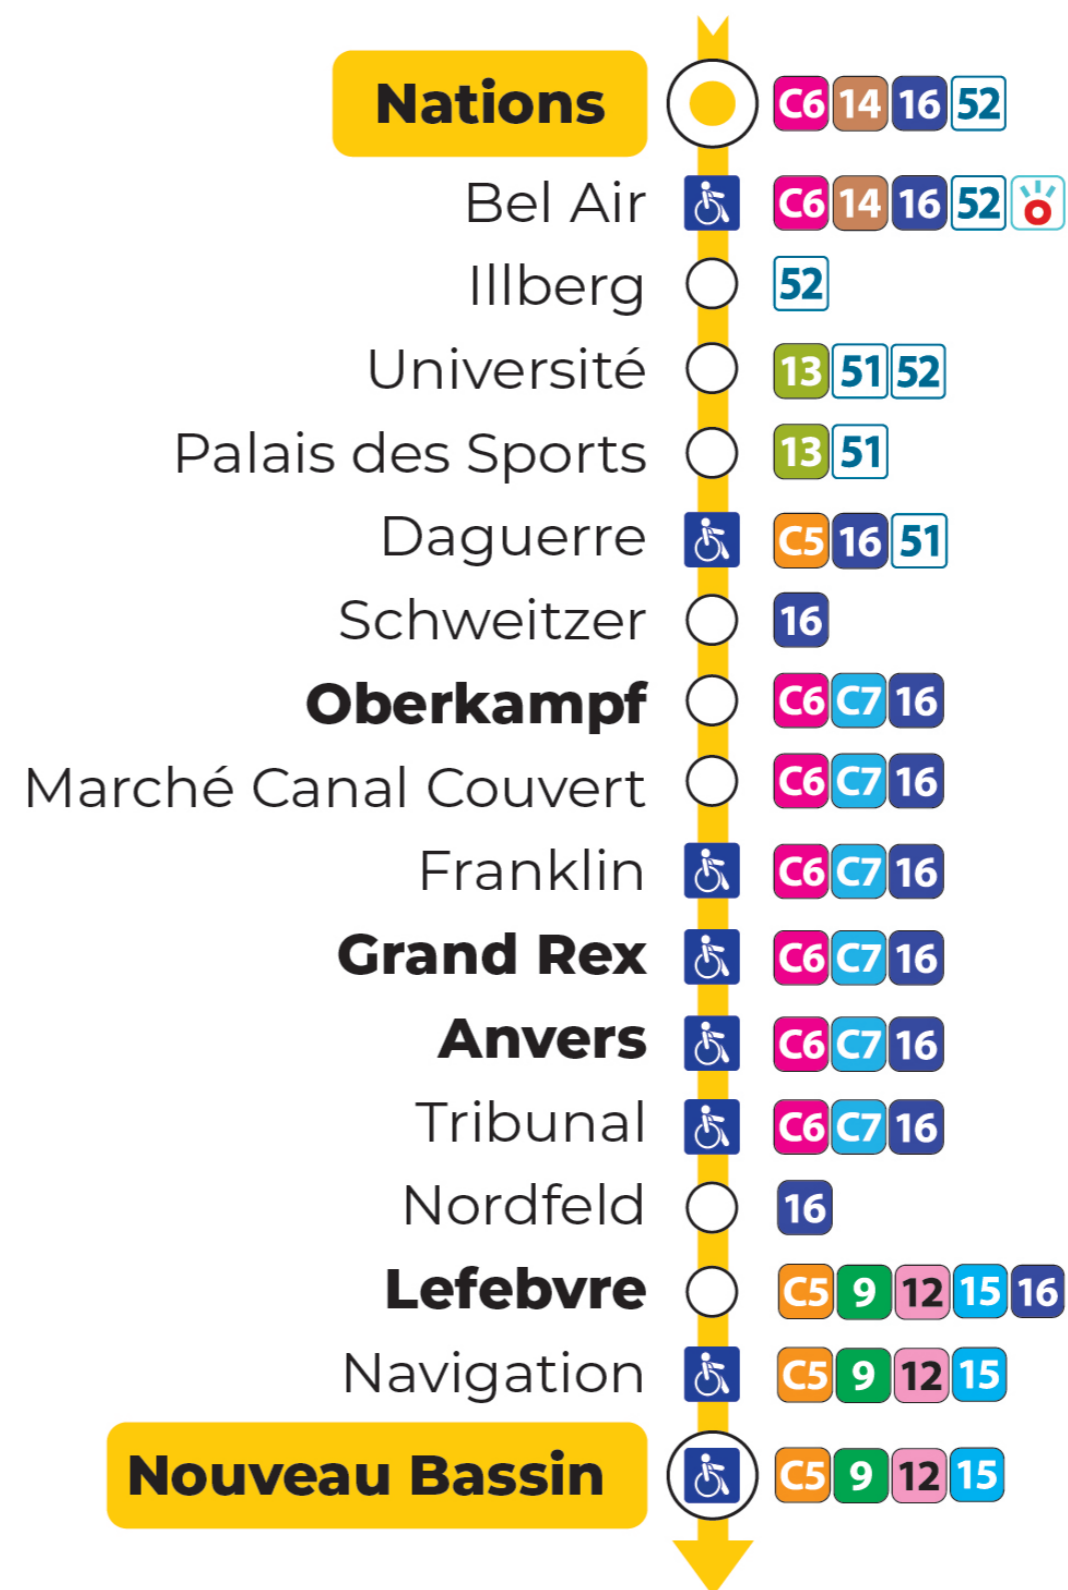 Nations C6 14 16 52
Bel Air C6 14 16 52
Illberg 52
Université 13 51 52
Palais des Sports 13 51
Daguerre C5 16 51
Schweitzer 16
Oberkampf C6 C7 16
Marché Canal Couvert C6 C7 16
Franklin C6 C7 16
Grand Rex C6 C7 16
Anvers C6 C7 16
Tribunal C6 C7 16
Nordfeld 16
Lefebvre C5 9 12 15 16
Navigation C5 9 12 15
Nouveau Bassin C5 9 12 15